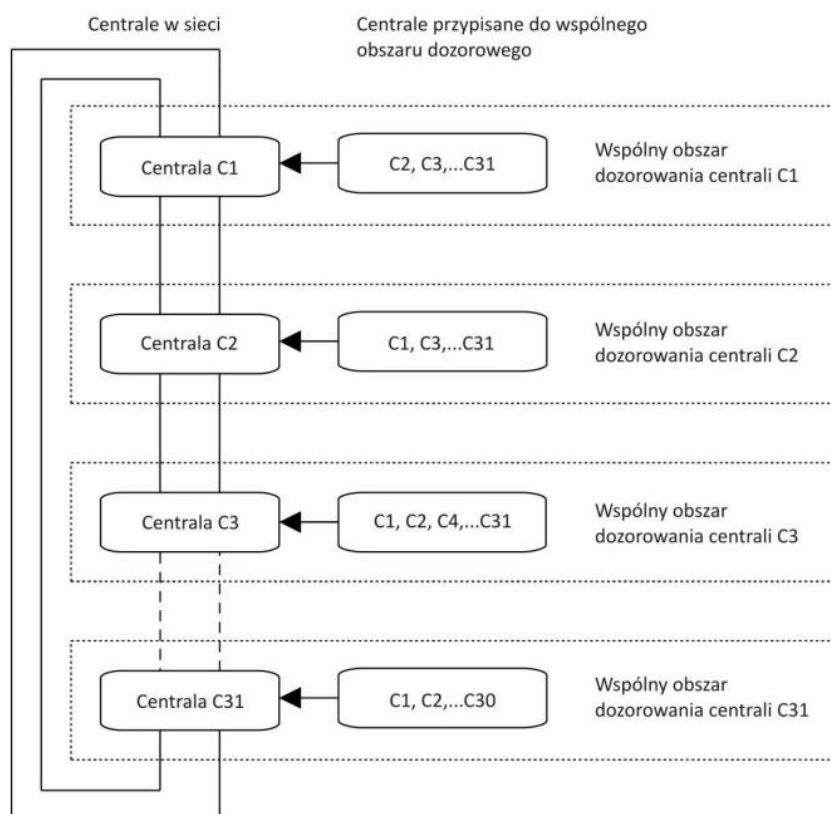 Centrale w sieci
Centrale przypisane do wspólnego
obszaru dozorowego
Centrala C1
C2, C3,...C31
Wspólny obszar
dozorowania centrali C1
Centrala C2
C1, C3,...C31
Wspólny obszar
dozorowania centrali C2
Centrala C3
C1, C2, C4,...C31
Wspólny obszar
dozorowania centrali C3
Centrala C31
C1, C2,...C30
Wspólny obszar
dozorowania centrali C31